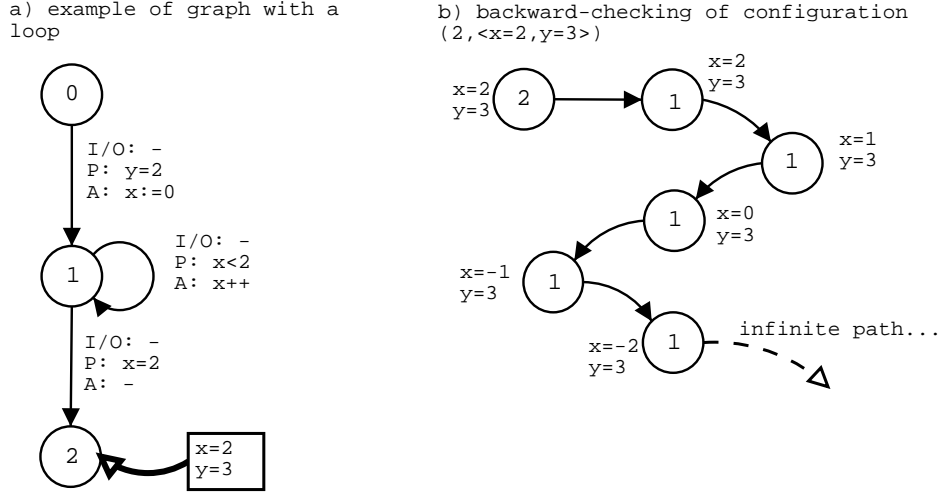 a) example of graph with a
loop
0
I/O: -
P: y=2
A: x:=0
1
I/O: -
P: x<2
A: x++
I/O: -
P: x=2
A: -
2
x=2
y=3
b) backward-checking of configuration
(2,<x=2,y=3>)
x=2
y=3
2
1
x=2
y=3
1
x=1
y=3
1
x=0
y=3
x=-1
y=3
1
x=-2
y=3
1
infinite path...